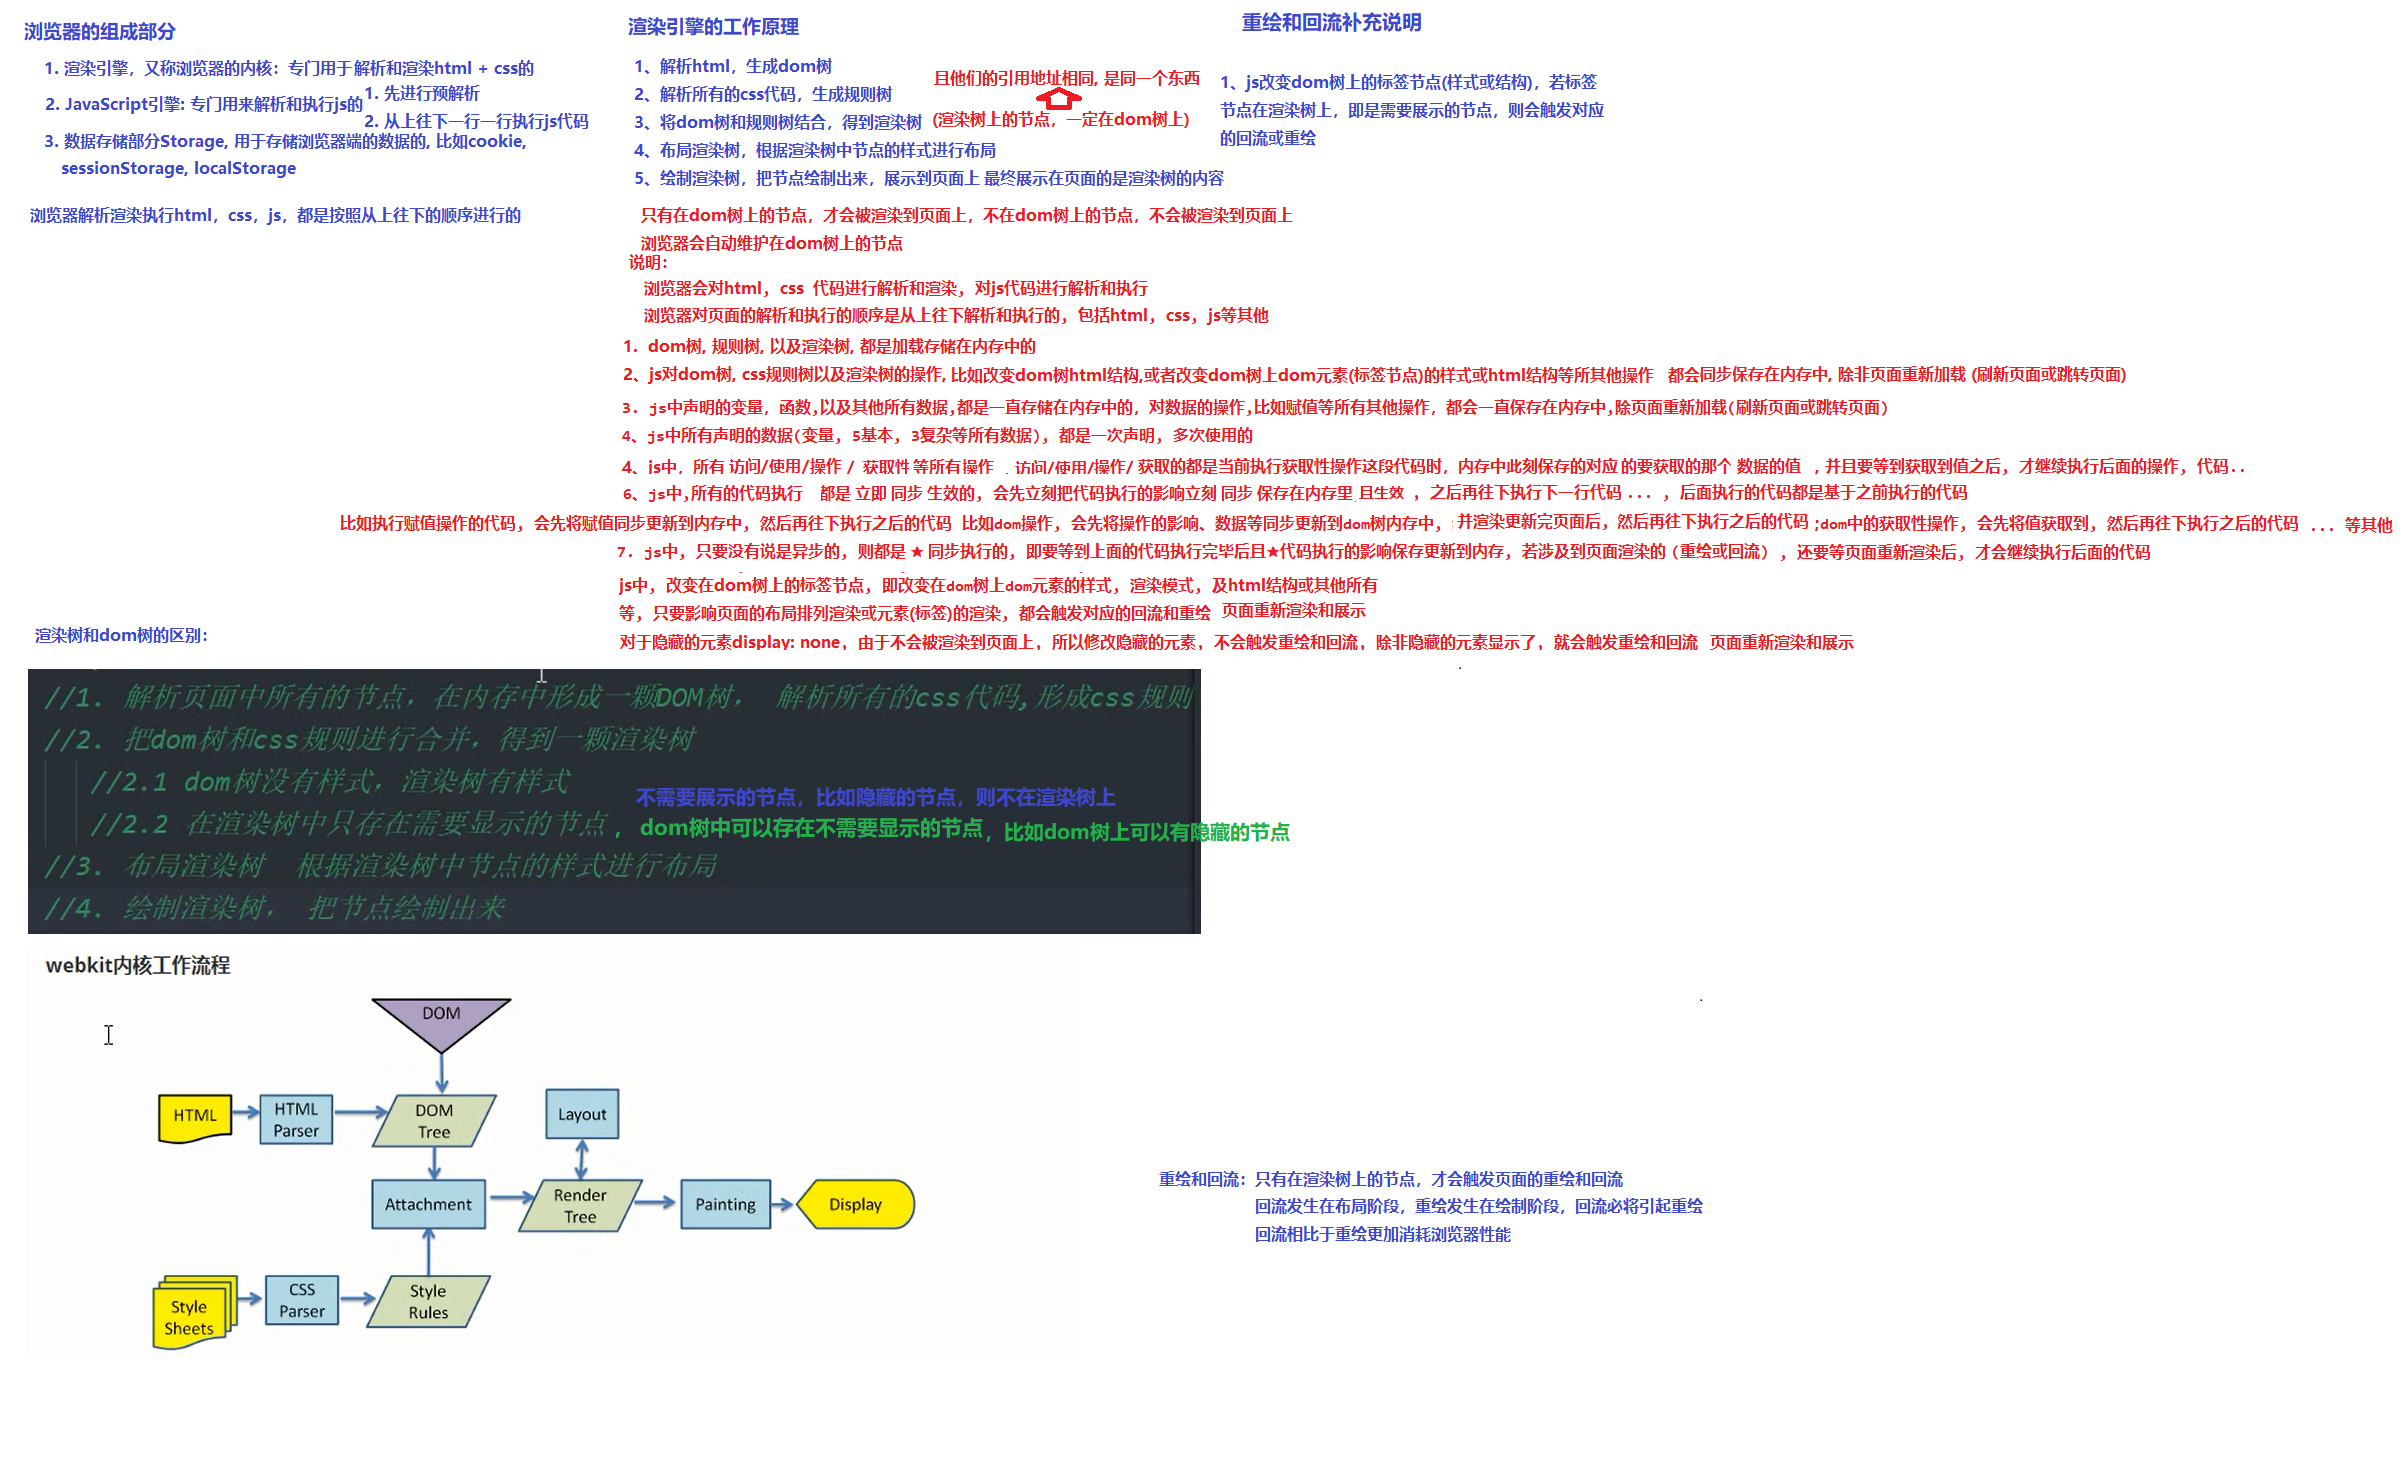 浏览器的组成部分
1. 渲染引擎，又称浏览器的内核：专门用于解析和渲染html + css的
2. JavaScript引擎: 专门用来解析和执行js的
1. 先进行预解析
2. 从上往下一行一行执行js代码
3. 数据存储部分Storage, 用于存储浏览器端的数据的, 比如cookie,
sessionStorage, localStorage
浏览器解析渲染执行html，css，js，都是按照从上往下的顺序进行的
渲染引擎的工作原理
1、解析html，生成dom树
2、解析所有的css代码，生成规则树
3、将dom树和规则树结合，得到渲染树
且他们的引用地址相同, 是同一个东西
(渲染树上的节点，一定在dom树上)
4、布局渲染树，根据渲染树中节点的样式进行布局
5、绘制渲染树，把节点绘制出来，展示到页面上 最终展示在页面的是渲染树的内容
重绘和回流补充说明
1、js改变dom树上的标签节点(样式或结构)，若标签
节点在渲染树上，即是需要展示的节点，则会触发对应
的回流或重绘
只有在dom树上的节点，才会被渲染到页面上，不在dom树上的节点，不会被渲染到页面上
浏览器会自动维护在dom树上的节点
说明：
浏览器会对html，css 代码进行解析和渲染，对js代码进行解析和执行
浏览器对页面的解析和执行的顺序是从上往下解析和执行的，包括html，css，js等其他
1. dom树, 规则树, 以及渲染树, 都是加载存储在内存中的
2、js对dom树, css规则树以及渲染树的操作, 比如改变dom树html结构,或者改变dom树上dom元素(标签节点)的样式或html结构等所其他操作 都会同步保存在内存中, 除非页面重新加载 (刷新页面或跳转页面)
3. js中声明的变量，函数,以及其他所有数据,都是一直存储在内存中的，对数据的操作,比如赋值等所有其他操作，都会一直保存在内存中,除页面重新加载(刷新页面或跳转页面)
4、js中所有声明的数据(变量，5基本，3复杂等所有数据)，都是一次声明，多次使用的
4、js中，所有 访问/使用/操作 / 获取性 等所有操作 . 访问/使用/操作/ 获取的都是当前执行获取性操作这段代码时，内存中此刻保存的对应 的要获取的那个 数据的值 ，并且要等到获取到值之后，才继续执行后面的操作，代码..
6、js中,所有的代码执行 都是 立即 同步 生效的，会先立刻把代码执行的影响立刻 同步 保存在内存里 且生效 ，之后再往下执行下一行代码 ... ，后面执行的代码都是基于之前执行的代码
比如执行赋值操作的代码，会先将赋值同步更新到内存中，然后再往下执行之后的代码 比如dom操作，会先将操作的影响、数据等同步更新到dom树内存中，并渲染更新完页面后，然后再往下执行之后的代码 ;dom中的获取性操作，会先将值获取到，然后再往下执行之后的代码 ... 等其他
7. js中，只要没有说是异步的，则都是 ★ 同步执行的，即要等到上面的代码执行完毕后且★代码执行的影响保存更新到内存，若涉及到页面渲染的（重绘或回流），还要等页面重新渲染后，才会继续执行后面的代码
js中，改变在dom树上的标签节点，即改变在dom树上dom元素的样式，渲染模式，及html结构或其他所有
等，只要影响页面的布局排列渲染或元素(标签)的渲染，都会触发对应的回流和重绘 页面重新渲染和展示
对于隐藏的元素display: none，由于不会被渲染到页面上，所以修改隐藏的元素，不会触发重绘和回流，除非隐藏的元素显示了，就会触发重绘和回流 页面重新渲染和展示
渲染树和dom树的区别：
//1. 解析页面中所有的节点，在内存中形成一颗DOM树， 解析所有的css代码,形成css规则
//2. 把dom树和css规则进行合并，得到一颗渲染树
//2.1 dom树没有样式，渲染树有样式
不需要展示的节点，比如隐藏的节点，则不在渲染树上
//2.2 在渲染树中只存在需要显示的节点 ，dom树中可以存在不需要显示的节点，比如dom树上可以有隐藏的节点
//3. 布局渲染树 根据渲染树中节点的样式进行布局
//4. 绘制渲染树， 把节点绘制出来
webkit内核工作流程
DOM
HTML
HTML
Parser
DOM
Tree
Layout
Attachment
Render
Tree
Painting
Display
Style
Sheets
CSS
Parser
Style
Rules
重绘和回流：只有在渲染树上的节点，才会触发页面的重绘和回流
回流发生在布局阶段，重绘发生在绘制阶段，回流必将引起重绘
回流相比于重绘更加消耗浏览器性能